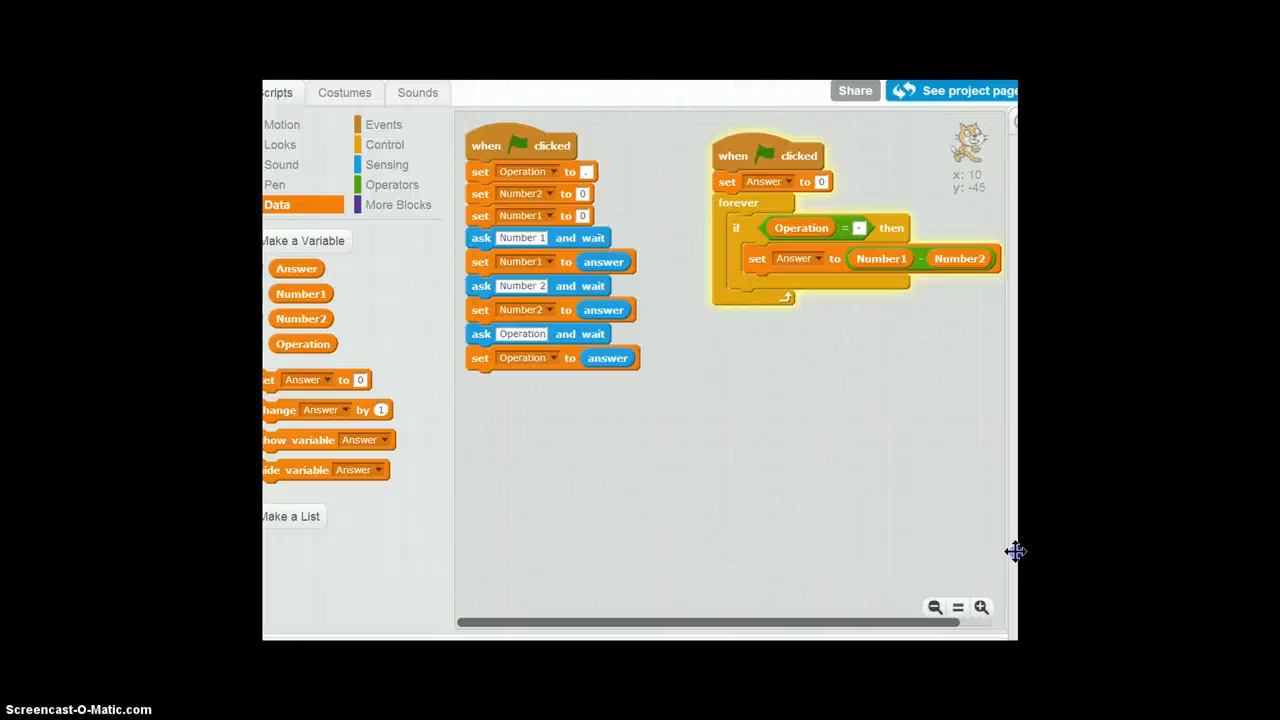 cripts Costumes Sounds
Share See project page
Motion Events
Looks Control
Sound Sensing
Pen Operators
Data More Blocks
Make a Variable
Answer
Number1
Number2
Operation
et Answer to 0
hange Answer by 1
how variable Answer
ide variable Answer
Make a List
when clicked
set Operation to .
set Number2 to 0
set Number1 to 0
ask Number 1 and wait
set Number1 to answer
ask Number 2 and wait
set Number2 to answer
ask Operation and wait
set Operation to answer
when clicked
set Answer to 0
forever
if Operation = - then
set Answer to Number1 - Number2
x: 10
y: -45
Screencast-O-Matic.com